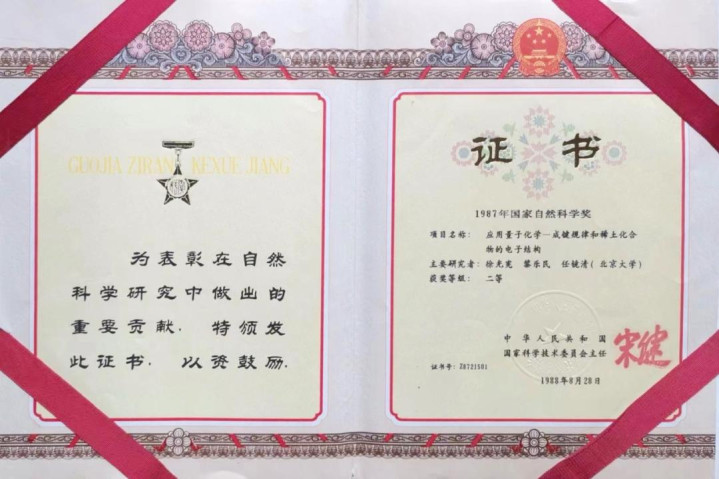 GUOJIA ZIRAN KEXUE JIANG
为表彰在自然
科学研究中做出的
重要贡献，特颁发
此证书，以资鼓励。
证 书
1987年国家自然科学奖
项目名称： 应用量子化学—成键规律和稀土化合
物的电子结构
主要研究者：徐光宪 黎乐民 任镜清（北京大学）
获奖等级：二等
中华人民共和国
国家科学技术委员会主任
宋健
证书号：Z8721501
1988年8月20日